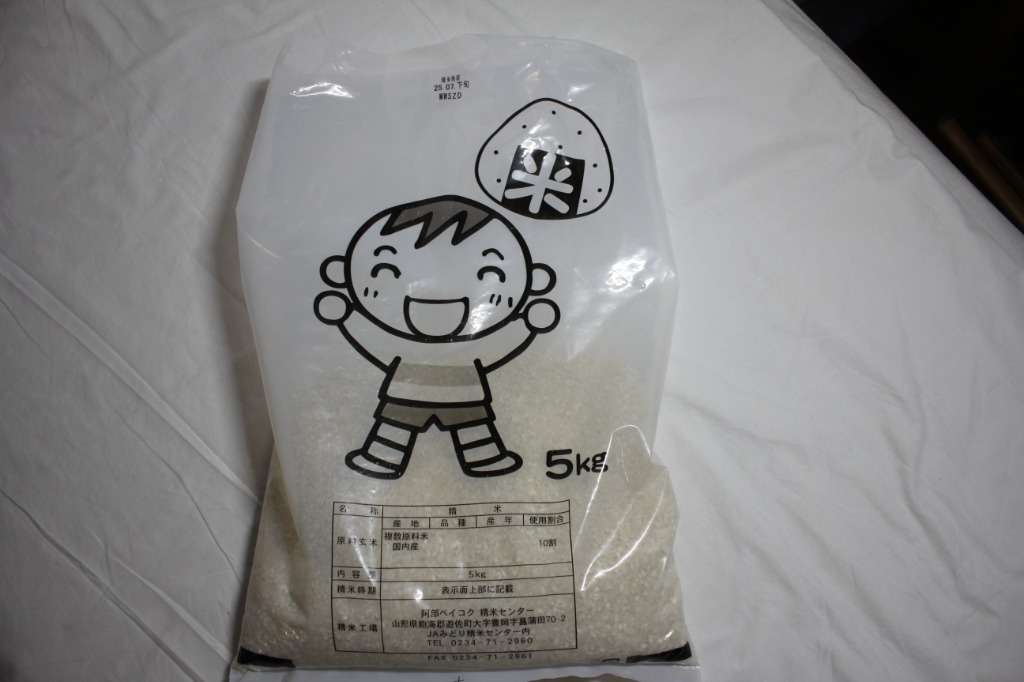 精米時期
25.07.下旬
WWSZD
米
5kg
名称 精米
産地 品種 産年 使用割合
原料玄米 複数原料米
国内産 10割
内容量 5kg
精米時期 表示面上部に記載
精米工場 阿部ベイコク 精米センター
山形県飽海郡遊佐町大字豊岡字菖蒲田70-2
JAみどり精米センター内
TEL 0234-71-2960
FAX 0234-71-2961